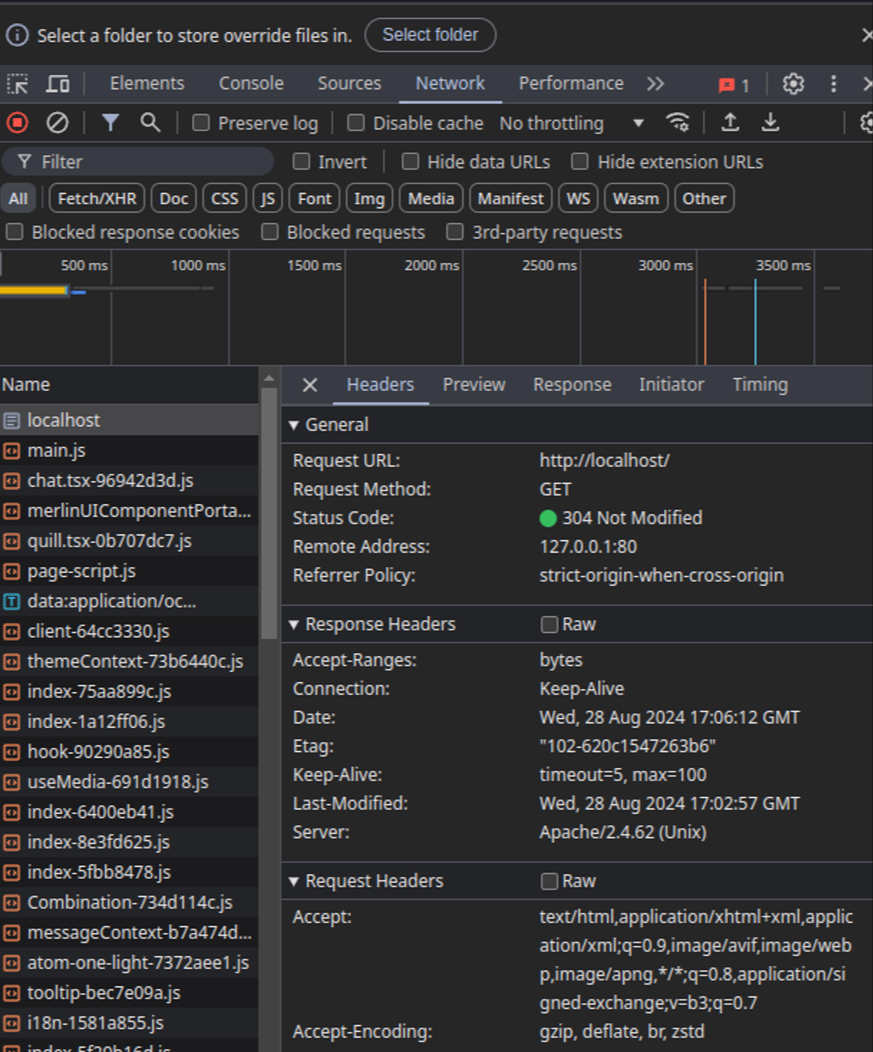 Select a folder to store override files in. Select folder
Elements Console Sources Network Performance 1
Preserve log Disable cache No throttling
Filter Invert Hide data URLs Hide extension URLs
All Fetch/XHR Doc CSS JS Font Img Media Manifest WS Wasm Other
Blocked response cookies Blocked requests 3rd-party requests
500 ms 1000 ms 1500 ms 2000 ms 2500 ms 3000 ms 3500 ms
Name
localhost
main.js
chat.tsx-96942d3d.js
merlinUIComponentPorta...
quill.tsx-0b707dc7.js
page-script.js
data:application/oc...
client-64cc3330.js
themeContext-73b6440c.js
index-75aa899c.js
index-1a12ff06.js
hook-90290a85.js
useMedia-691d1918.js
index-6400eb41.js
index-8e3fd625.js
index-5fbb8478.js
Combination-734d114c.js
messageContext-b7a474d...
atom-one-light-7372aee1.js
tooltip-bec7e09a.js
i18n-1581a855.js
Headers Preview Response Initiator Timing
General
Request URL: http://localhost/
Request Method: GET
Status Code: 304 Not Modified
Remote Address: 127.0.0.1:80
Referrer Policy: strict-origin-when-cross-origin
Response Headers Raw
Accept-Ranges: bytes
Connection: Keep-Alive
Date: Wed, 28 Aug 2024 17:06:12 GMT
Etag: "102-620c1547263b6"
Keep-Alive: timeout=5, max=100
Last-Modified: Wed, 28 Aug 2024 17:02:57 GMT
Server: Apache/2.4.62 (Unix)
Request Headers Raw
Accept: text/html,application/xhtml+xml,applic
ation/xml;q=0.9,image/avif,image/web
p,image/apng,*/*;q=0.8,application/si
gned-exchange;v=b3;q=0.7
Accept-Encoding: gzip, deflate, br, zstd